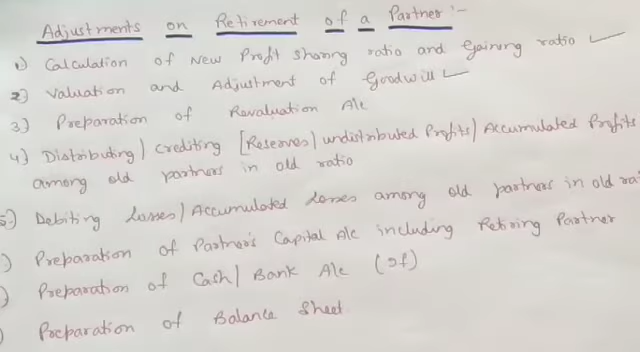 Adjustments on Retirement of a Partner :-
1) Calculation of New Profit sharing ratio and Gaining ratio
2) Valuation and Adjustment of Goodwill
3) Preparation of Revaluation A/c
4) Distributing / Crediting [Reserves / undistributed Profits / Accumulated Profits
among old partners in old ratio
5) Debiting Losses / Accumulated Losses among old partners in old ra
) Preparation of Partner's Capital A/c including Retiring Partner
) Preparation of Cash / Bank A/c (If)
) Preparation of Balance Sheet